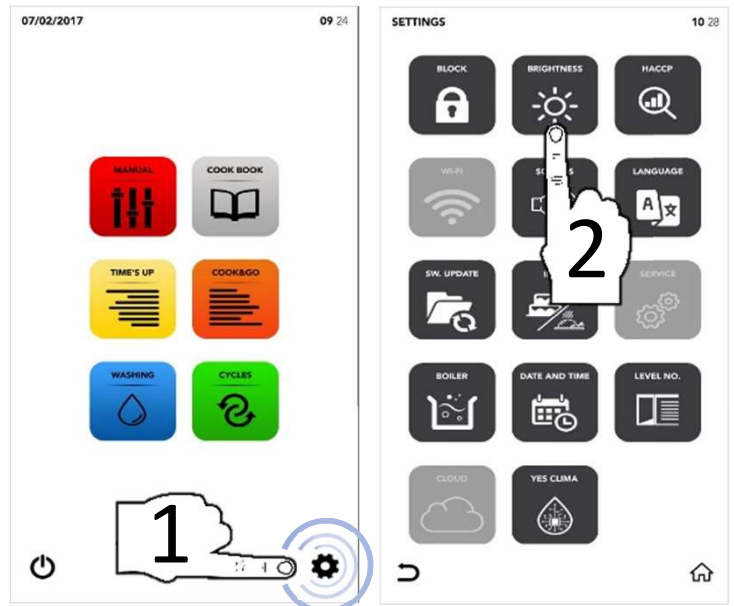 07/02/2017 09 24
MANUAL
COOK BOOK
TIME'S UP
COOK&GO
WASHING
CYCLES
1
SETTINGS 10 28
BLOCK
BRIGHTNESS
HACCP
WI-FI
LANGUAGE
A
文
2
SW. UPDATE
SERVICE
BOILER
DATE AND TIME
LEVEL NO.
CLOUD
YES CLIMA